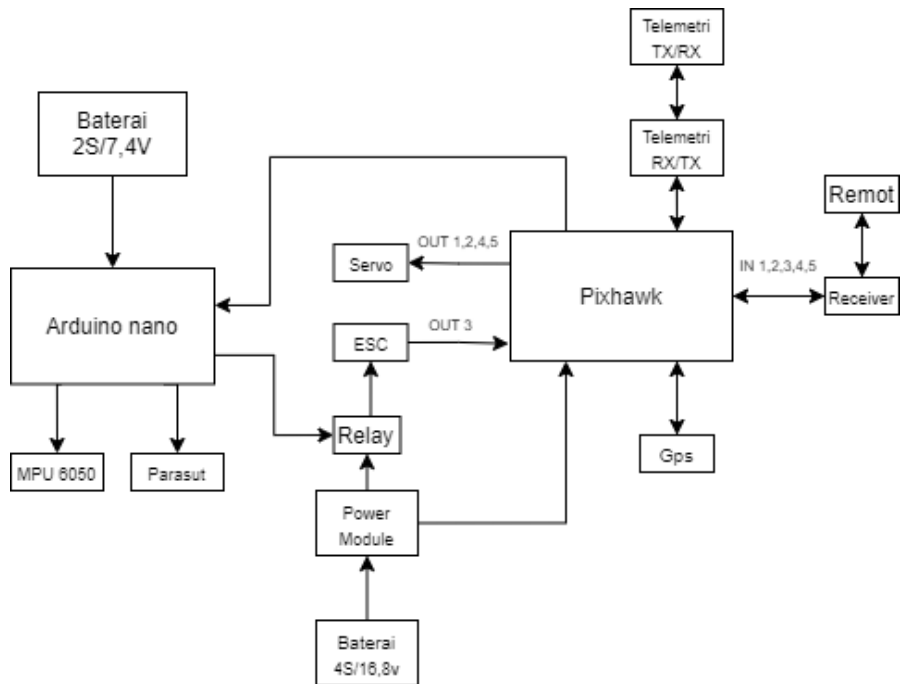 Telemetri
TX/RX
Baterai
2S/7,4V
Telemetri
RX/TX
Remot
OUT 1,2,4,5
Servo
IN 1,2,3,4,5
Pixhawk
Receiver
Arduino nano
OUT 3
ESC
Relay
Gps
MPU 6050
Parasut
Power
Module
Baterai
4S/16,8v